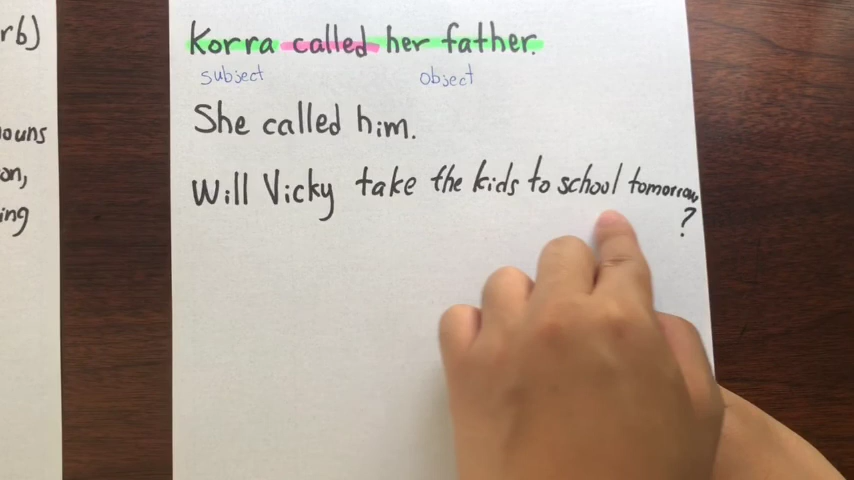 rb)
ouns
on,
ing
Korra called her father.
subject object
She called him.
Will Vicky take the kids to school tomorrow
?